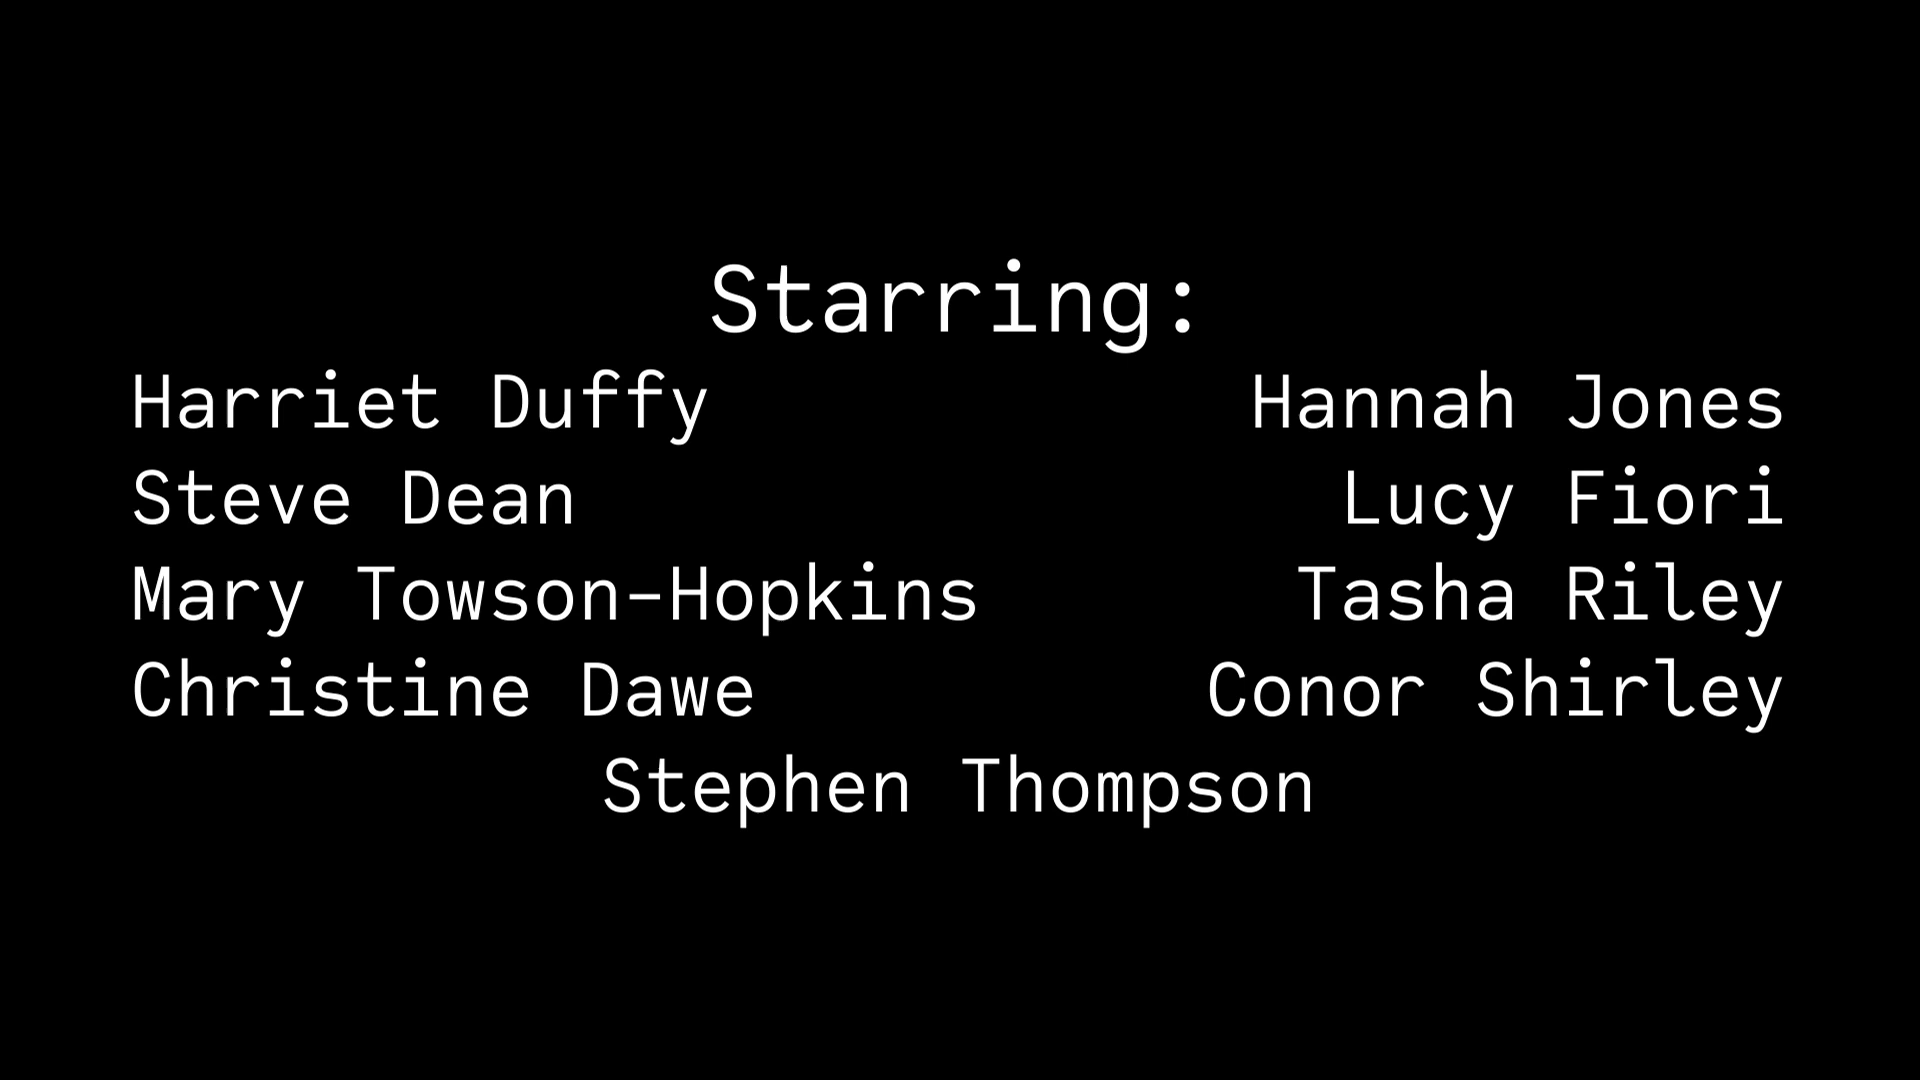 Starring:
Harriet Duffy Hannah Jones
Steve Dean Lucy Fiori
Mary Towson-Hopkins Tasha Riley
Christine Dawe Conor Shirley
Stephen Thompson